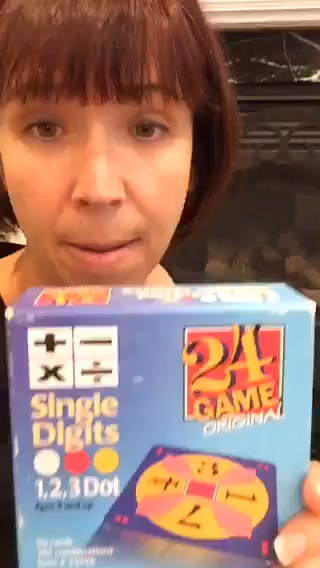 + −
× ÷
24
GAME
ORIGINAL
Single
Digits
1,2,3 Dot
Ages 9 and up